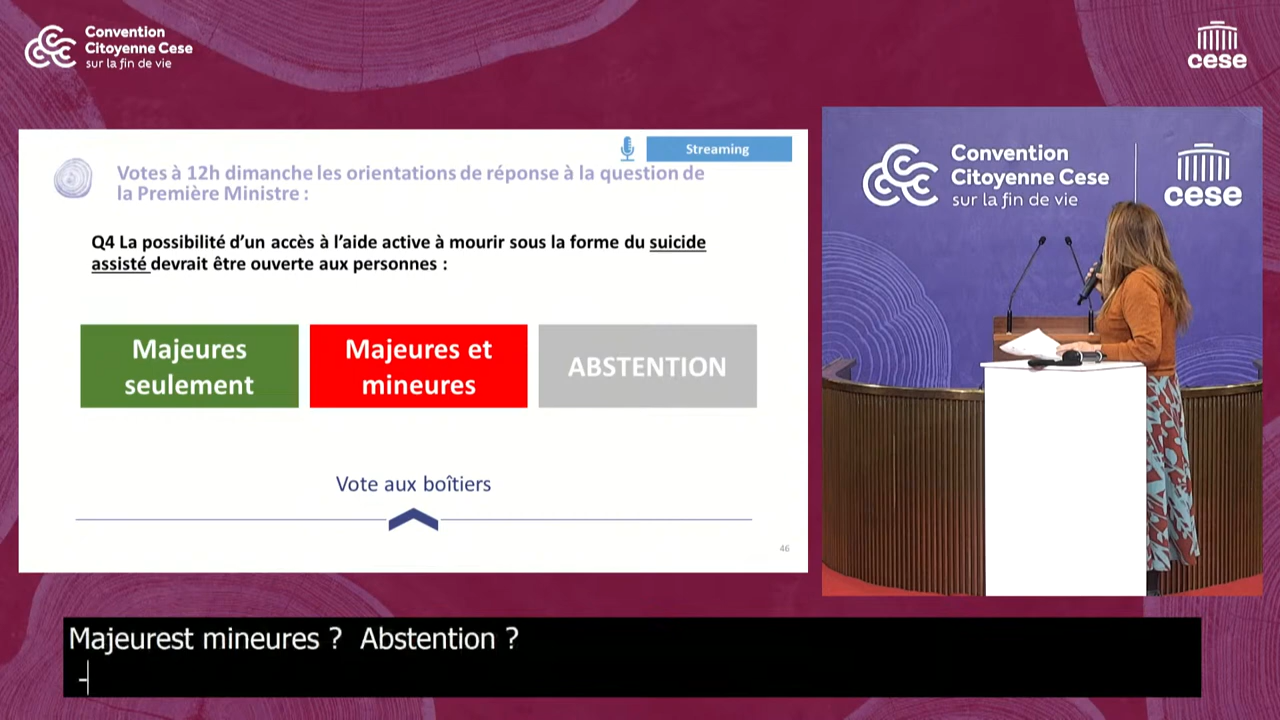 Convention
Citoyenne Cese
sur la fin de vie
cese
Streaming
Votes à 12h dimanche les orientations de réponse à la question de
la Première Ministre :
Q4 La possibilité d'un accès à l'aide active à mourir sous la forme du suicide
assisté devrait être ouverte aux personnes :
Majeures
seulement
Majeures et
mineures
ABSTENTION
Vote aux boîtiers
46
Convention
Citoyenne Cese
sur la fin de vie
cese
Majeurest mineures ? Abstention ?
-